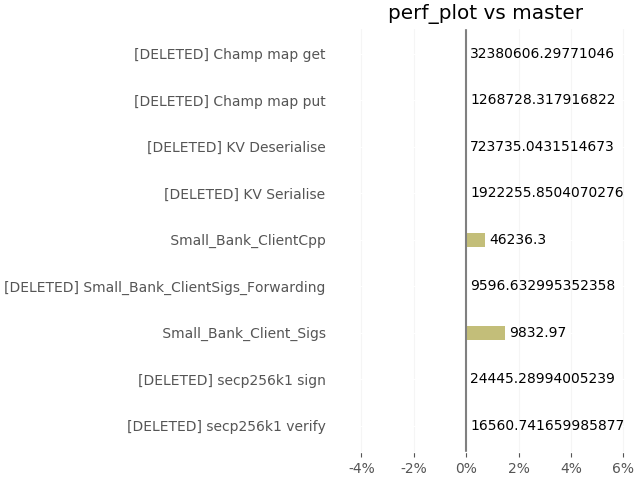 perf_plot vs master
[DELETED] Champ map get 32380606.29771046
[DELETED] Champ map put 1268728.317916822
[DELETED] KV Deserialise 723735.0431514673
[DELETED] KV Serialise 1922255.8504070276
Small_Bank_ClientCpp 46236.3
[DELETED] Small_Bank_ClientSigs_Forwarding 9596.632995352358
Small_Bank_Client_Sigs 9832.97
[DELETED] secp256k1 sign 24445.28994005239
[DELETED] secp256k1 verify 16560.741659985877
-4% -2% 0% 2% 4% 6%